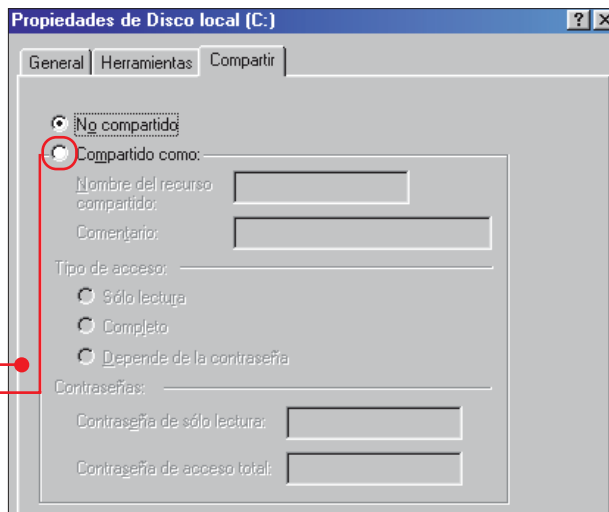 Propiedades de Disco local (C:)
General Herramientas Compartir
No compartido
Compartido como:
Nombre del recurso
compartido:
Comentario:
Tipo de acceso:
Sólo lectura
Completo
Depende de la contraseña
Contraseñas:
Contraseña de sólo lectura:
Contraseña de acceso total: